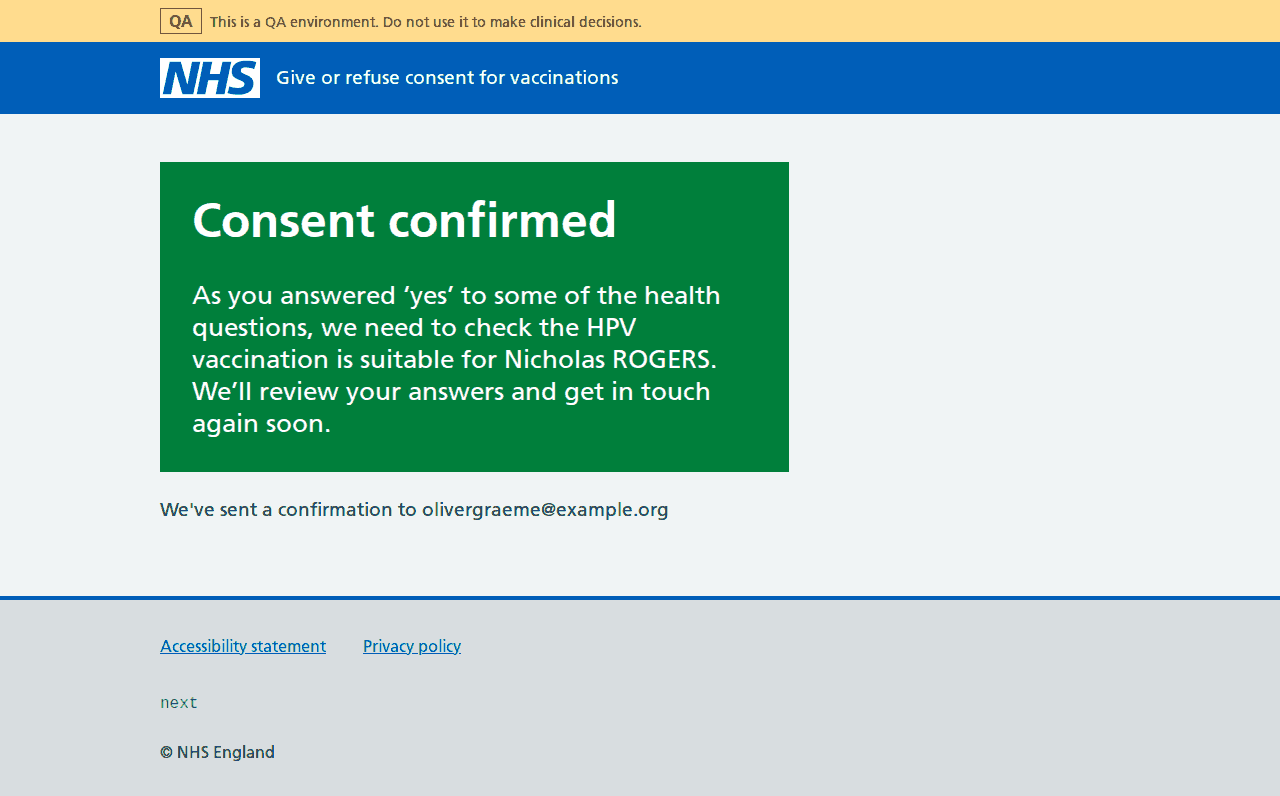 QA This is a QA environment. Do not use it to make clinical decisions.
NHS Give or refuse consent for vaccinations
Consent confirmed
As you answered ‘yes’ to some of the health
questions, we need to check the HPV
vaccination is suitable for Nicholas ROGERS.
We’ll review your answers and get in touch
again soon.
We've sent a confirmation to olivergraeme@example.org
Accessibility statement Privacy policy
next
© NHS England